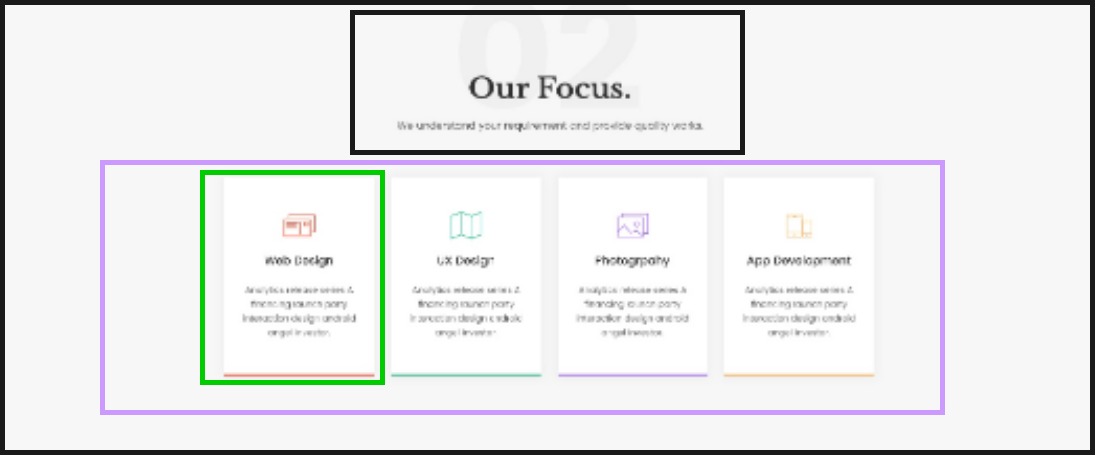 02
Our Focus.
We understand your requirement and provide quality works.
Web Design
Analytics release series A
financing launch party
interaction design android
angel investor.
UX Design
Analytics release series A
financing launch party
interaction design android
angel investor.
Photogrpahy
Analytics release series A
financing launch party
interaction design android
angel investor.
App Development
Analytics release series A
financing launch party
interaction design android
angel investor.